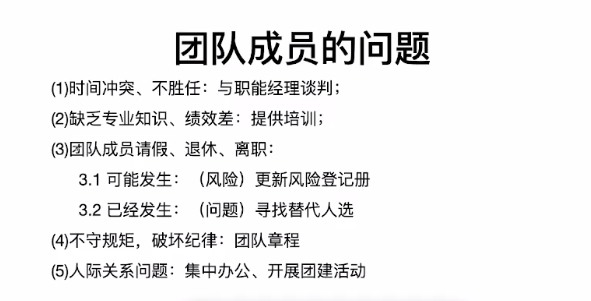 团队成员的问题
(1)时间冲突、不胜任：与职能经理谈判；
(2)缺乏专业知识、绩效差：提供培训；
(3)团队成员请假、退休、离职：
3.1 可能发生：（风险）更新风险登记册
3.2 已经发生：（问题）寻找替代人选
(4)不守规矩，破坏纪律：团队章程
(5)人际关系问题：集中办公、开展团建活动